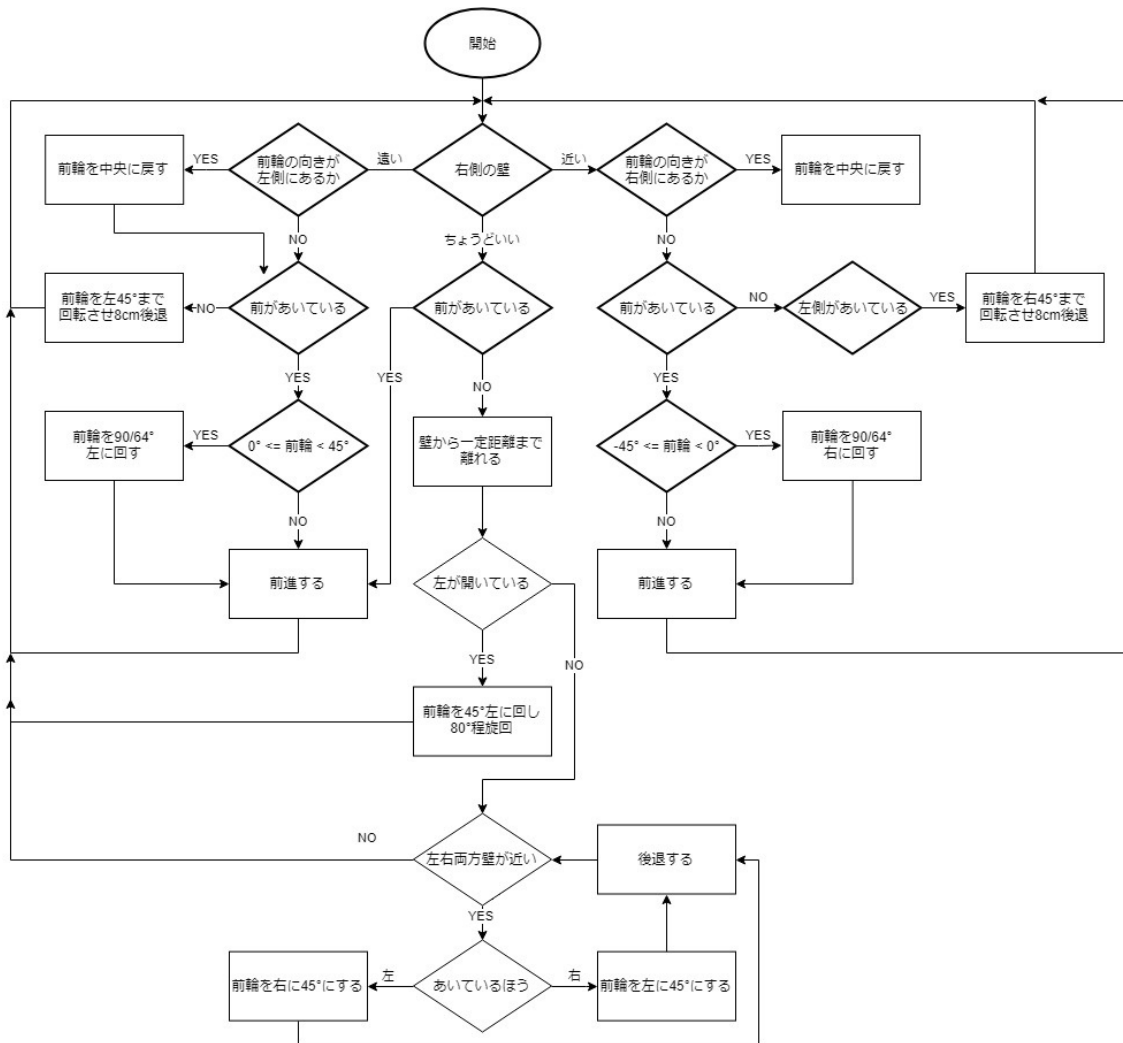 開始
YES
前輪を中央に戻す
前輪の向きが
左側にあるか
遠い
右側の壁
近い
前輪の向きが
右側にあるか
YES
前輪を中央に戻す
NO
ちょうどいい
NO
前輪を左45°まで
回転させ8cm後退
NO
前があいている
前があいている
前があいている
NO
左側があいている
YES
前輪を右45°まで
回転させ8cm後退
YES
YES
NO
YES
前輪を90/64°
左に回す
YES
0° <= 前輪 < 45°
壁から一定距離まで
離れる
-45° <= 前輪 < 0°
YES
前輪を90/64°
右に回す
NO
NO
前進する
左が開いている
前進する
YES
NO
前輪を45°左に回し
80°程旋回
NO
左右両方壁が近い
後退する
YES
前輪を右に45°にする
左
あいているほう
右
前輪を左に45°にする